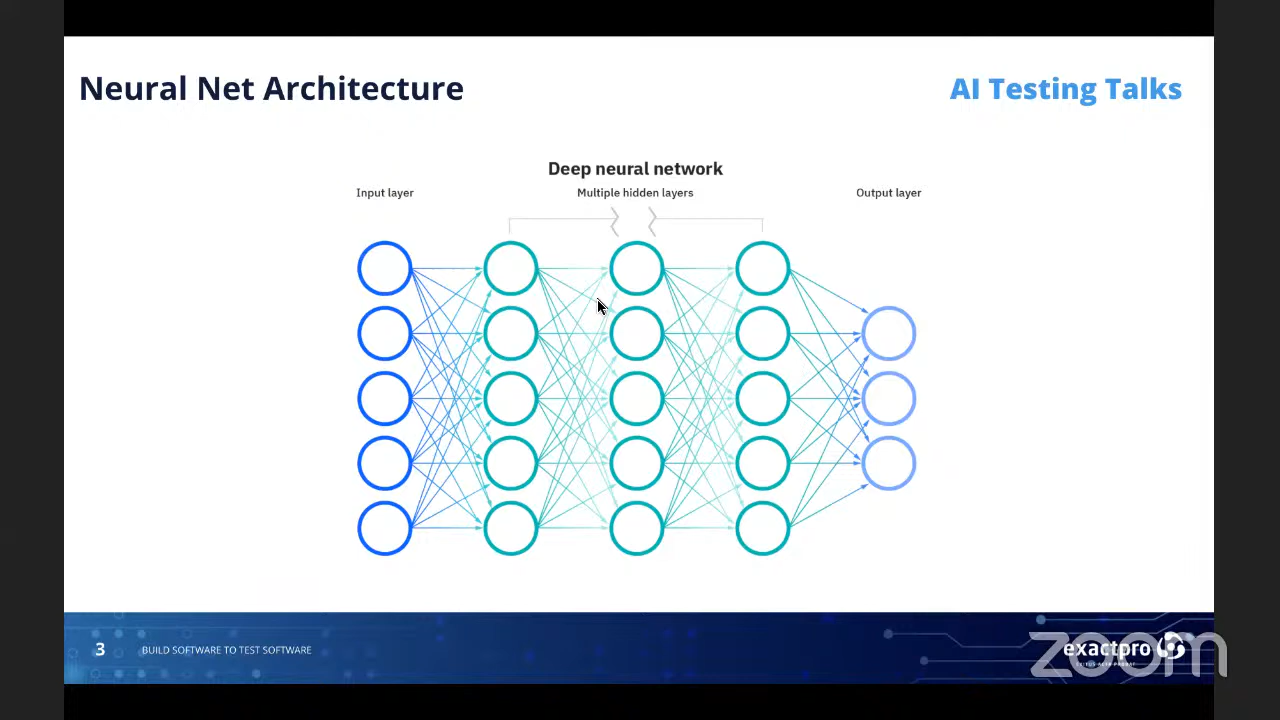 Neural Net Architecture
AI Testing Talks
Deep neural network
Input layer
Multiple hidden layers
Output layer
3
BUILD SOFTWARE TO TEST SOFTWARE
exactpro
zoom